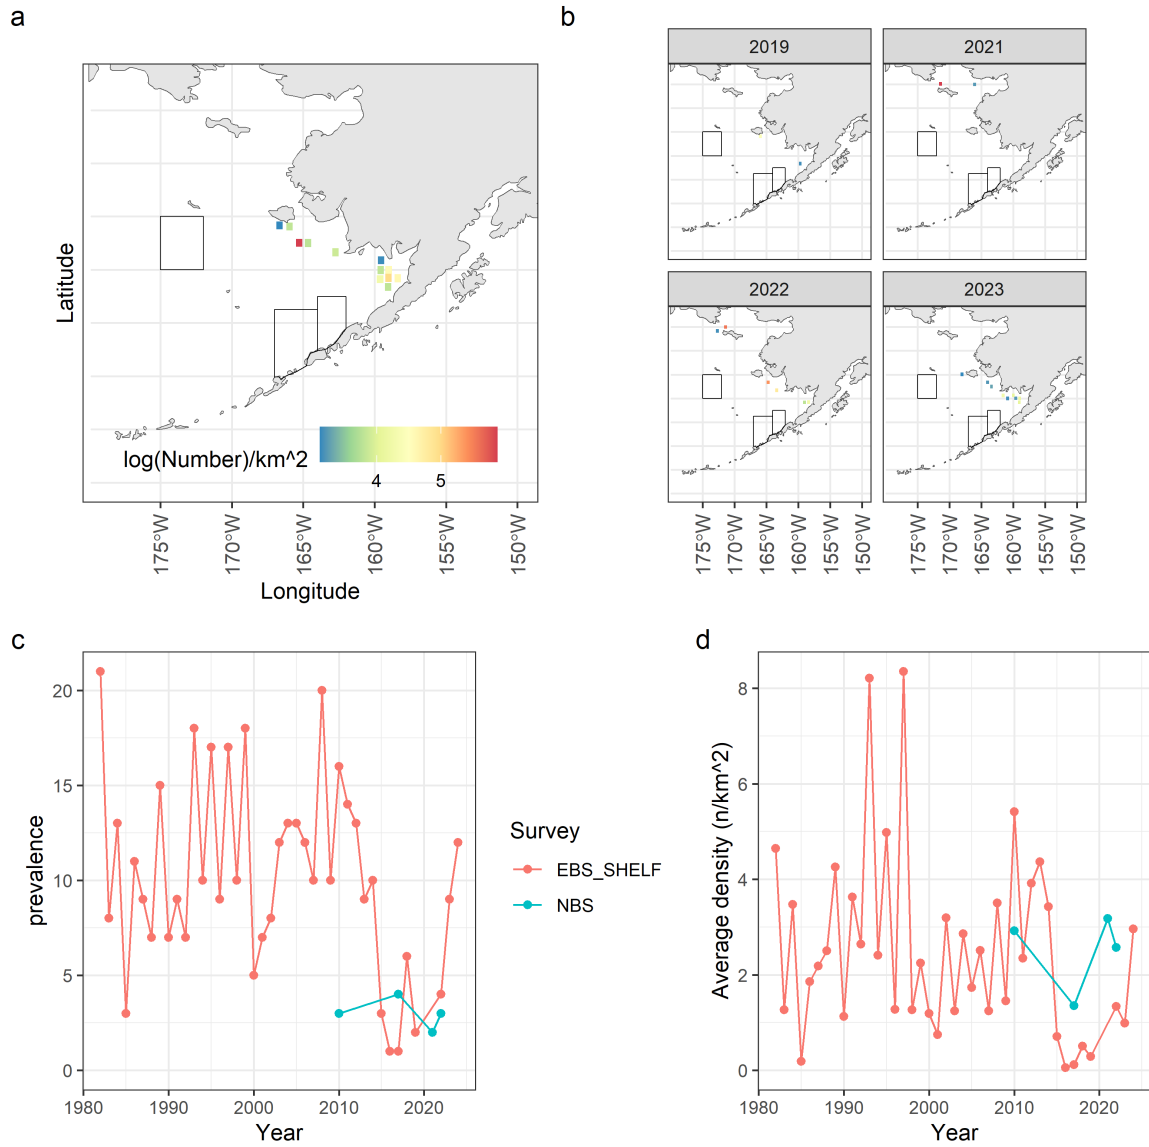 a
Latitude
log(Number)/km^2
4 5
175°W 170°W 165°W 160°W 155°W 150°W
Longitude
b
2019 2021
2022 2023
175°W 170°W 165°W 160°W 155°W 150°W 175°W 170°W 165°W 160°W 155°W 150°W
c
prevalence
20
15
10
5
0
1980 1990 2000 2010 2020
Year
Survey
EBS_SHELF
NBS
d
Average density (n/km^2)
8
6
4
2
0
1980 1990 2000 2010 2020
Year